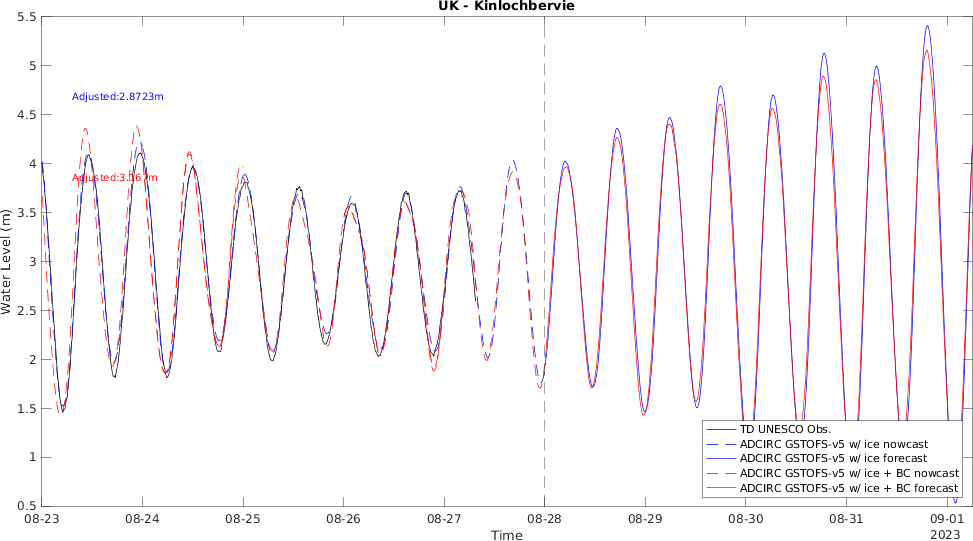 UK - Kinlochbervie
5.5
5
4.5
4
3.5
3
2.5
2
1.5
1
0.5
Water Level (m)
Adjusted:2.8723m
Adjusted:3.167m
TD UNESCO Obs.
ADCIRC GSTOFS-v5 w/ ice nowcast
ADCIRC GSTOFS-v5 w/ ice forecast
ADCIRC GSTOFS-v5 w/ ice + BC nowcast
ADCIRC GSTOFS-v5 w/ ice + BC forecast
08-23 08-24 08-25 08-26 08-27 08-28 08-29 08-30 08-31 09-01
2023
Time